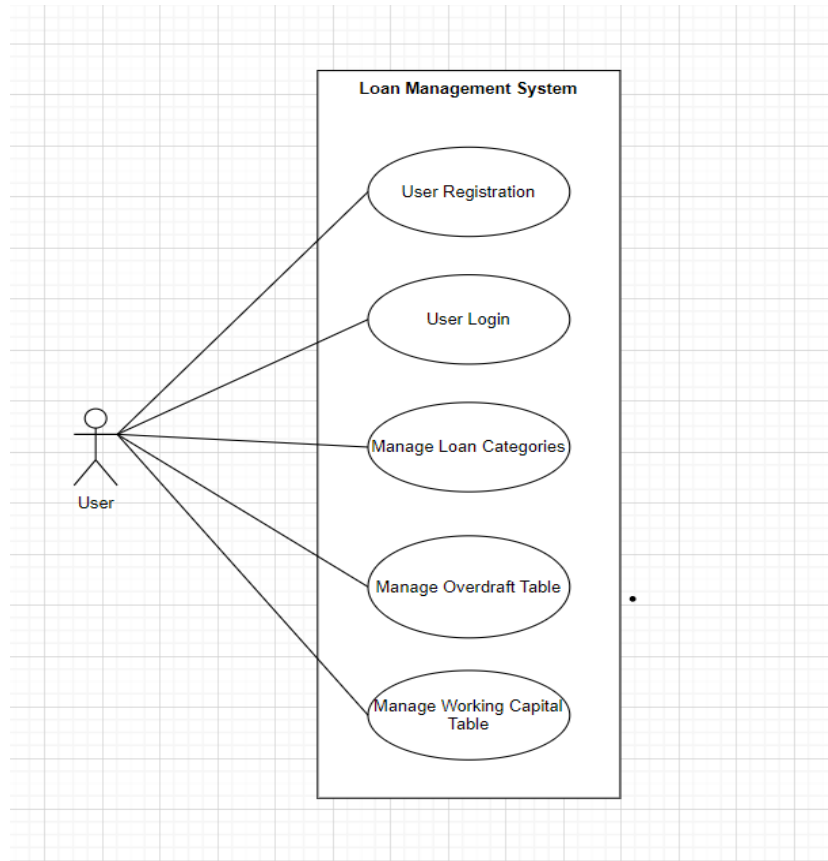 Loan Management System
User Registration
User Login
Manage Loan Categories
User
Manage Overdraft Table
Manage Working Capital
Table